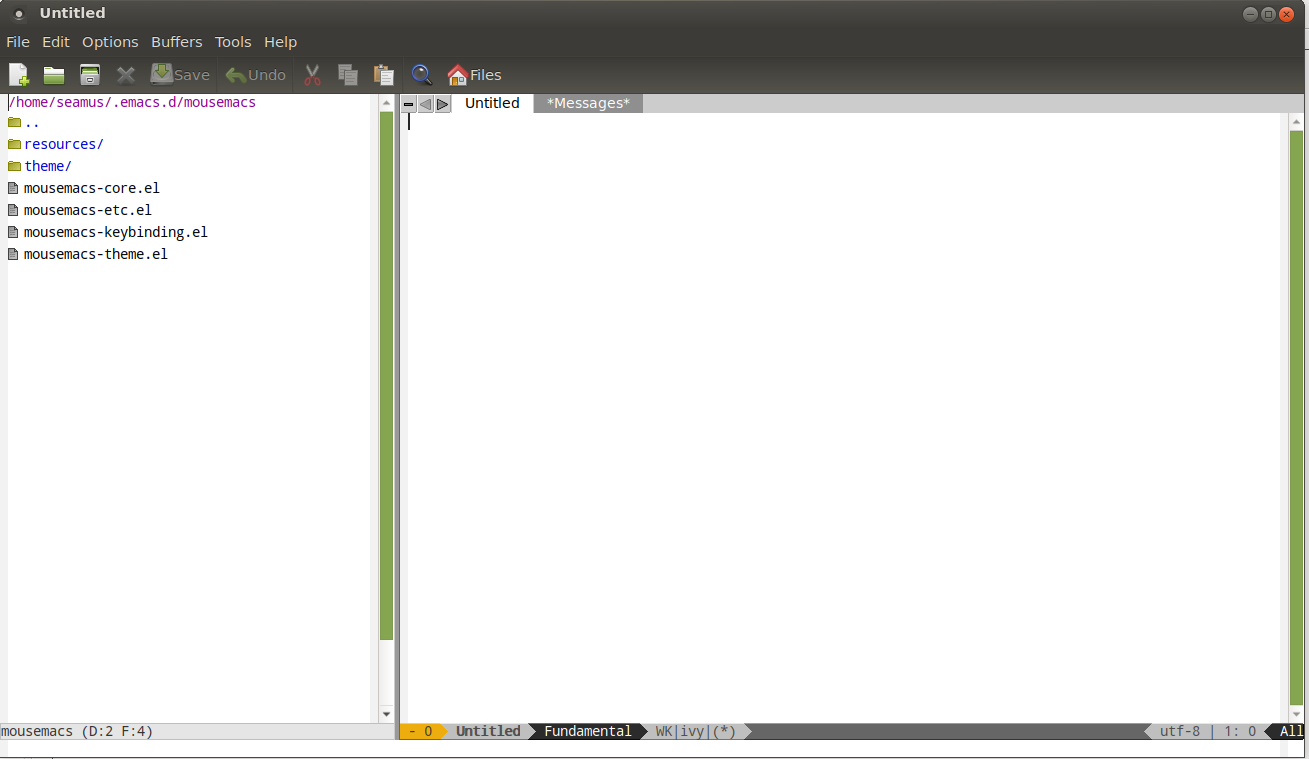 Untitled
File Edit Options Buffers Tools Help
Save Undo Files
/home/seamus/.emacs.d/mousemacs
..
resources/
theme/
mousemacs-core.el
mousemacs-etc.el
mousemacs-keybinding.el
mousemacs-theme.el
Untitled *Messages*
mousemacs (D:2 F:4)
- 0 Untitled Fundamental WK|ivy|(*) utf-8 | 1: 0 All